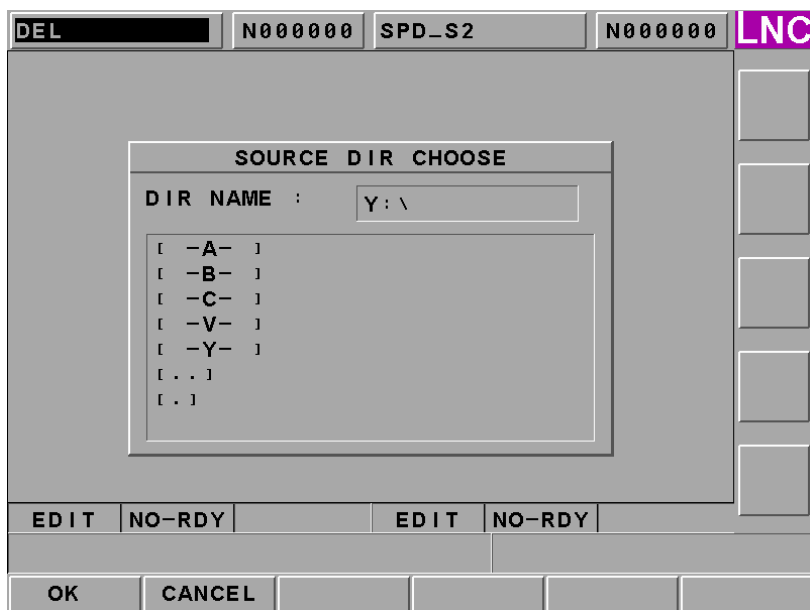 DEL N000000 SPD_S2 N000000 LNC
SOURCE DIR CHOOSE
DIR NAME : Y:\
[ -A- ]
[ -B- ]
[ -C- ]
[ -V- ]
[ -Y- ]
[..]
[.]
EDIT NO-RDY EDIT NO-RDY
OK CANCEL